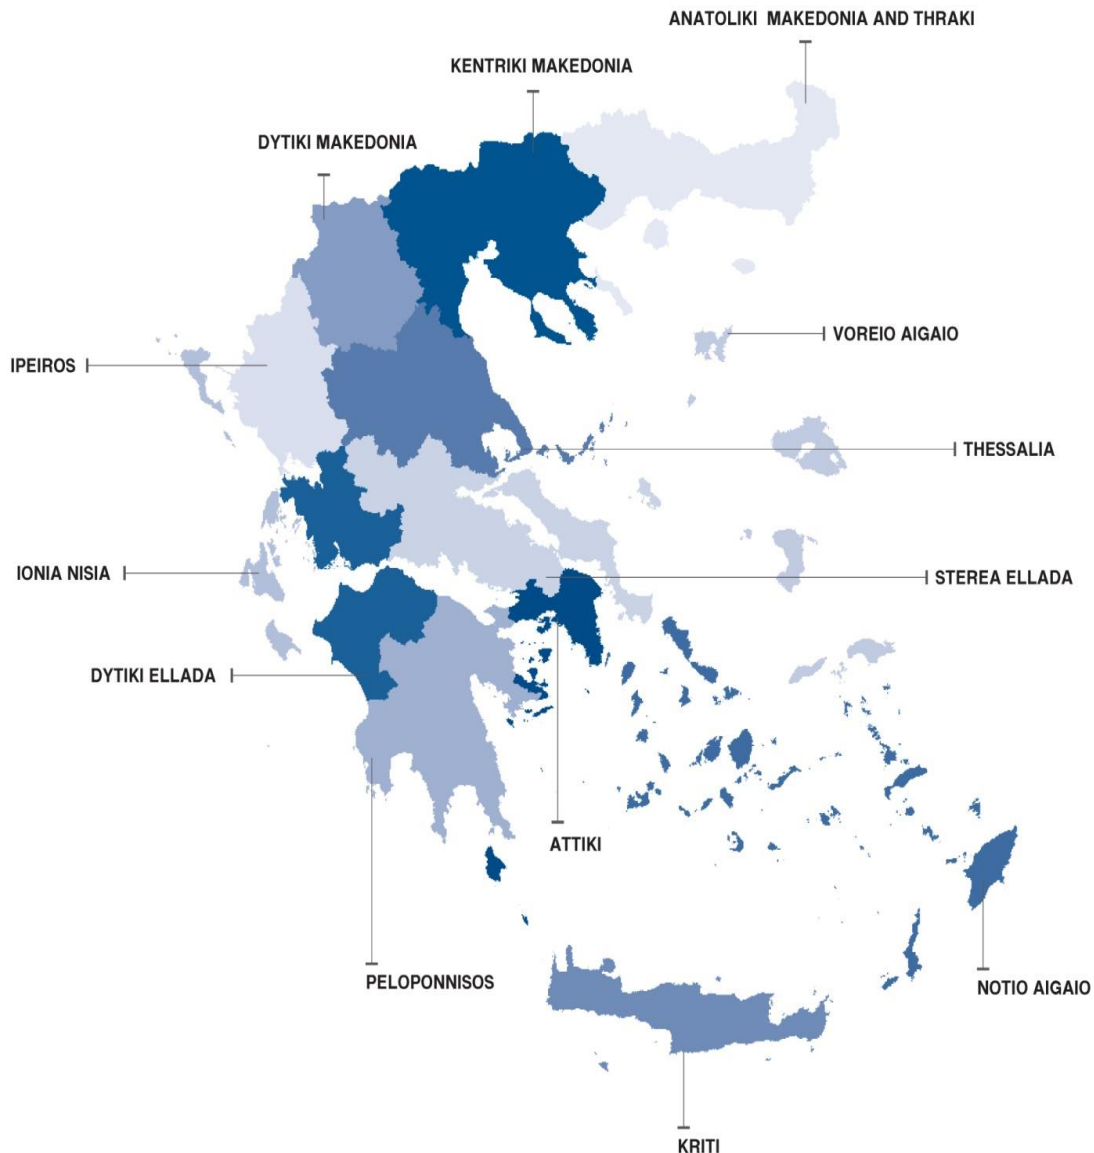 ANATOLIKI MAKEDONIA AND THRAKI
KENTRIKI MAKEDONIA
DYTIKI MAKEDONIA
VOREIO AIGAIO
IPEIROS
THESSALIA
IONIA NISIA
STEREA ELLADA
DYTIKI ELLADA
ATTIKI
PELOPONNISOS
NOTIO AIGAIO
KRITI